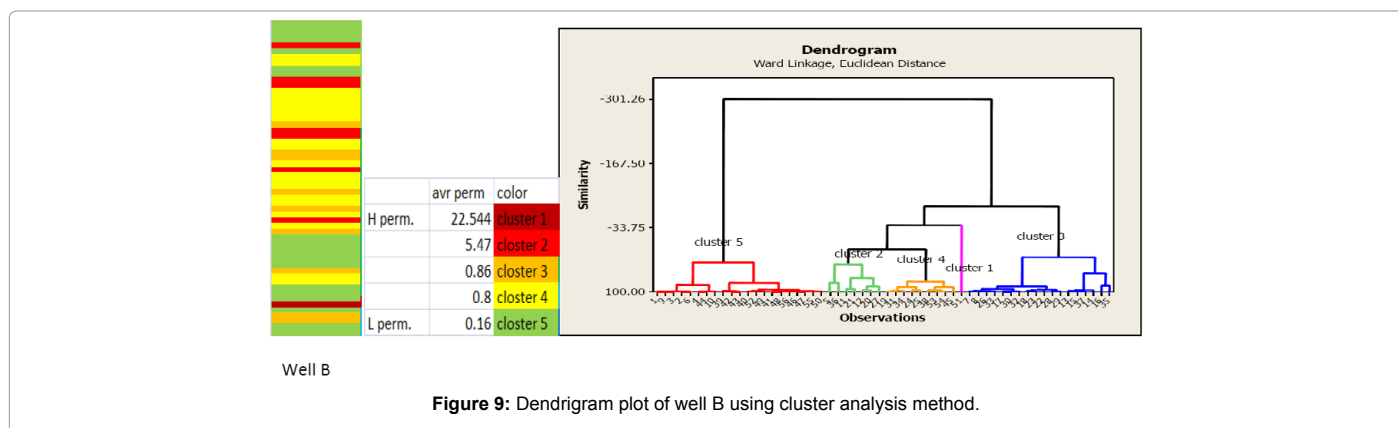 avr perm color
H perm. 22.544 cluster 1
5.47 closter 2
0.86 closter 3
0.8 closter 4
L perm. 0.16 closter 5
Well B
Dendrogram
Ward Linkage, Euclidean Distance
Similarity
-301.26
-167.50
-33.75
100.00
cluster 5
cluster 2
cluster 4
cluster 1
cluster 3
Observations
Figure 9: Dendrigram plot of well B using cluster analysis method.